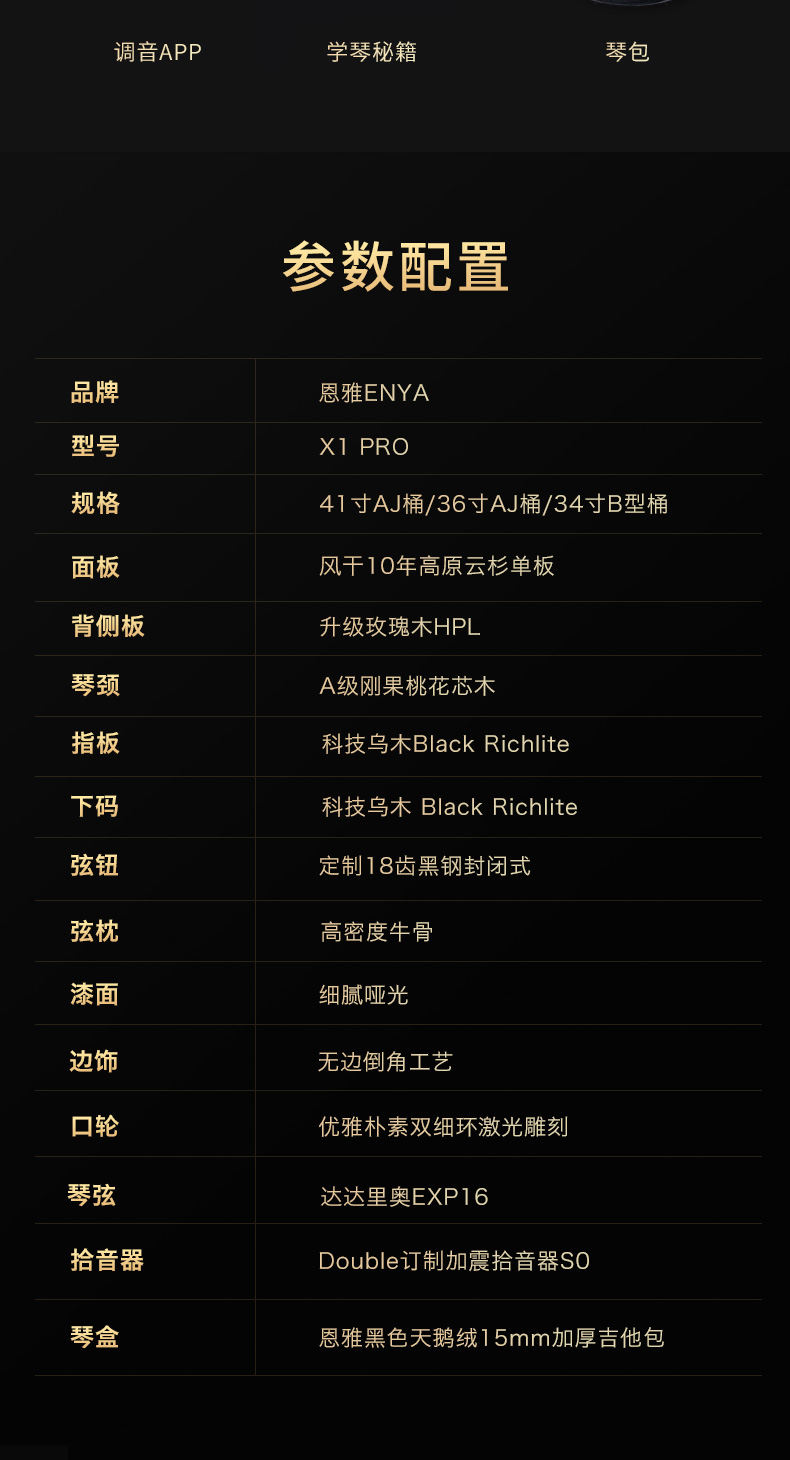 调音APP 学琴秘籍 琴包
参数配置
品牌 恩雅ENYA
型号 X1 PRO
规格 41寸AJ桶/36寸AJ桶/34寸B型桶
面板 风干10年高原云杉单板
背侧板 升级玫瑰木HPL
琴颈 A级刚果桃花芯木
指板 科技乌木Black Richlite
下码 科技乌木 Black Richlite
弦钮 定制18齿黑钢封闭式
弦枕 高密度牛骨
漆面 细腻哑光
边饰 无边倒角工艺
口轮 优雅朴素双细环激光雕刻
琴弦 达达里奥EXP16
拾音器 Double订制加震拾音器S0
琴盒 恩雅黑色天鹅绒15mm加厚吉他包